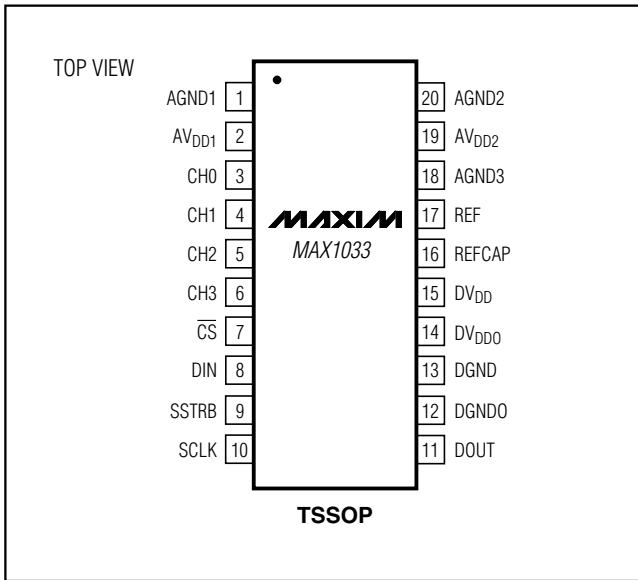 TOP VIEW
AGND1 1
AVDD1 2
CH0 3
CH1 4
CH2 5
CH3 6
C̅S̅ 7
DIN 8
SSTRB 9
SCLK 10
MAXIM
MAX1033
20 AGND2
19 AVDD2
18 AGND3
17 REF
16 REFCAP
15 DVDD
14 DVDDO
13 DGND
12 DGNDO
11 DOUT
TSSOP